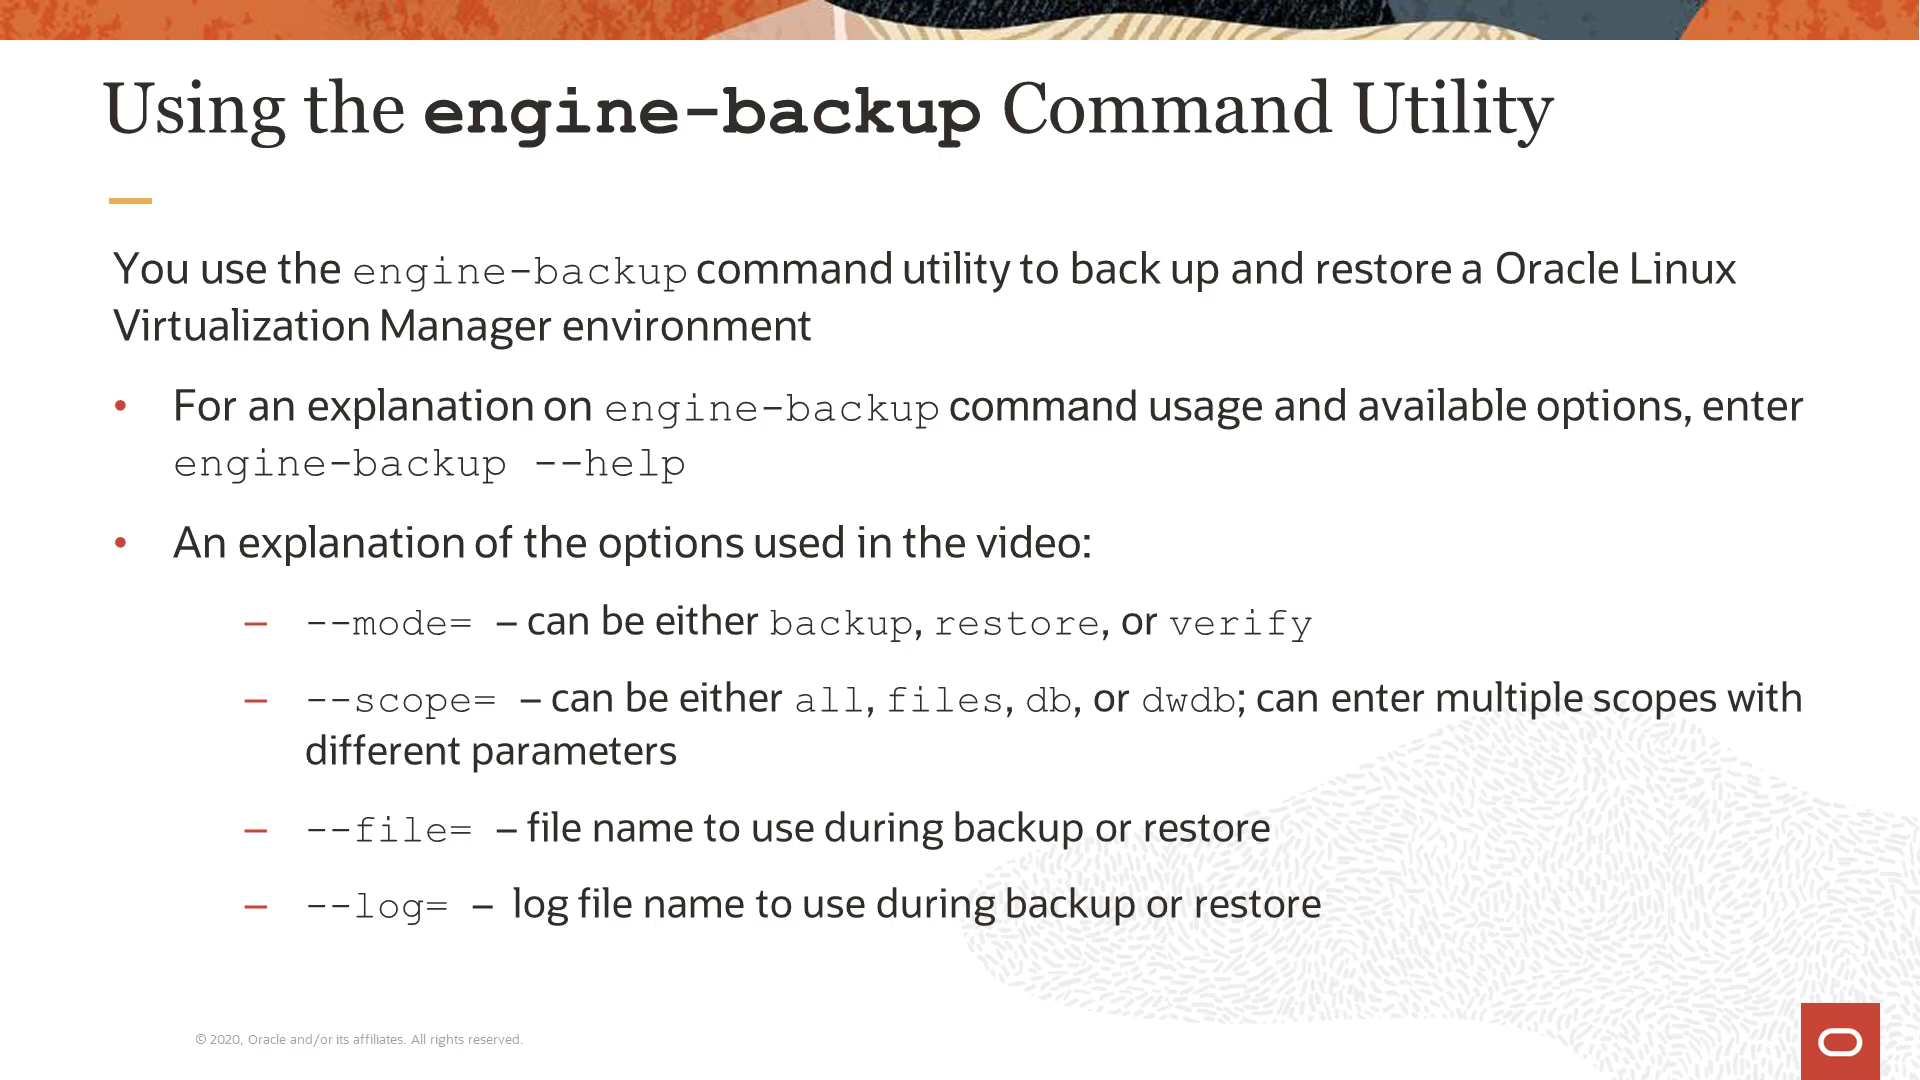 Using the engine-backup Command Utility
You use the engine-backup command utility to back up and restore a Oracle Linux
Virtualization Manager environment
• For an explanation on engine-backup command usage and available options, enter
engine-backup --help
• An explanation of the options used in the video:
– --mode= – can be either backup, restore, or verify
– --scope= – can be either all, files, db, or dwdb; can enter multiple scopes with
different parameters
– --file= – file name to use during backup or restore
– --log= – log file name to use during backup or restore
© 2020, Oracle and/or its affiliates. All rights reserved.